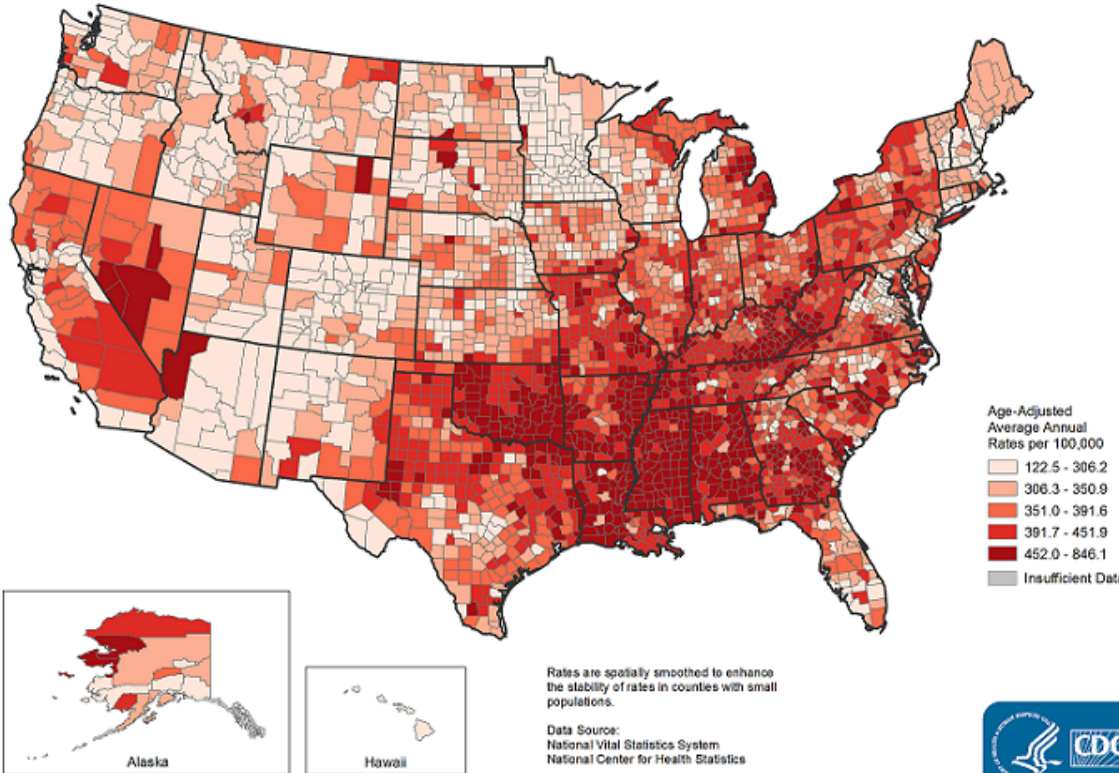 Age-Adjusted
Average Annual
Rates per 100,000
122.5 - 306.2
306.3 - 350.9
351.0 - 391.6
391.7 - 451.9
452.0 - 846.1
Insufficient Data
Alaska
Hawaii
Rates are spatially smoothed to enhance
the stability of rates in counties with small
populations.
Data Source:
National Vital Statistics System
National Center for Health Statistics
CDC